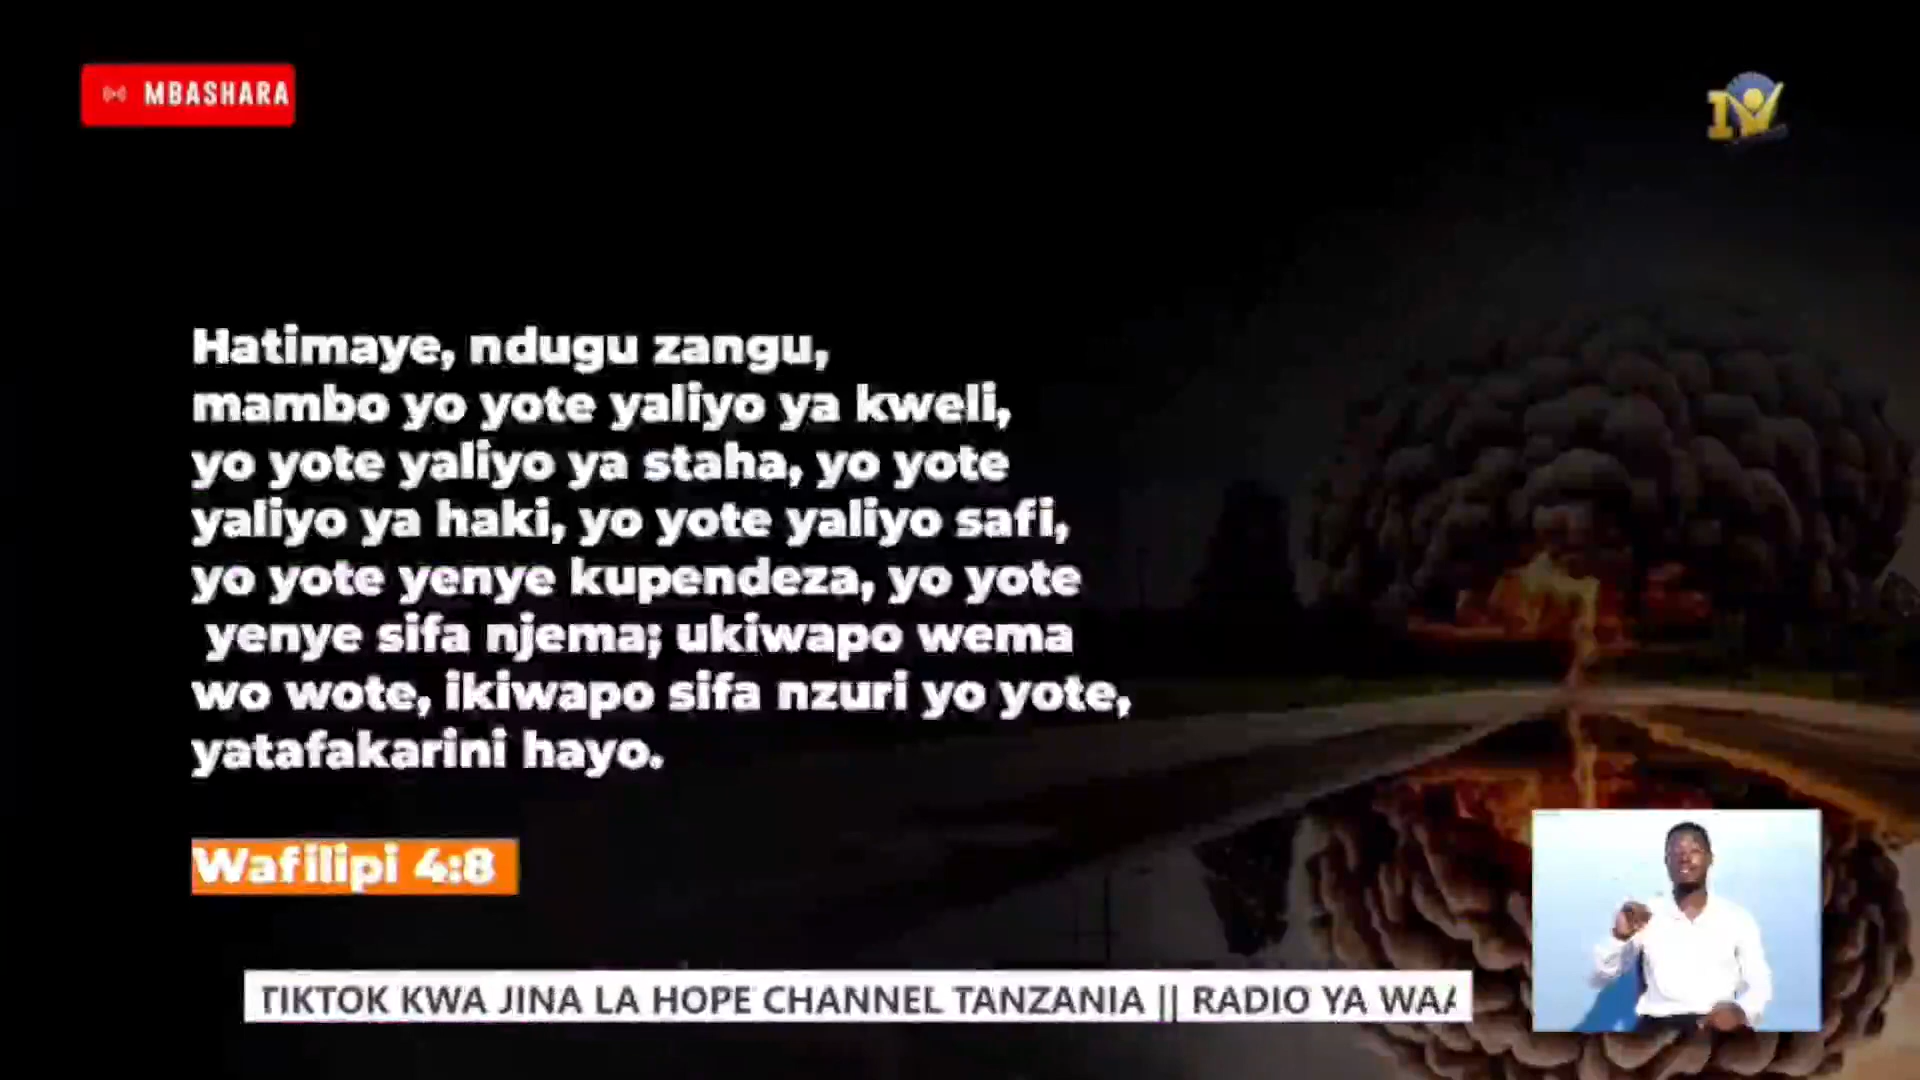 MBASHARA
Hatimaye, ndugu zangu,
mambo yo yote yaliyo ya kweli,
yo yote yaliyo ya staha, yo yote
yaliyo ya haki, yo yote yaliyo safi,
yo yote yenye kupendeza, yo yote
yenye sifa njema; ukiwapo wema
wo wote, ikiwapo sifa nzuri yo yote,
yatafakarini hayo.
Wafilipi 4:8
TIKTOK KWA JINA LA HOPE CHANNEL TANZANIA || RADIO YA